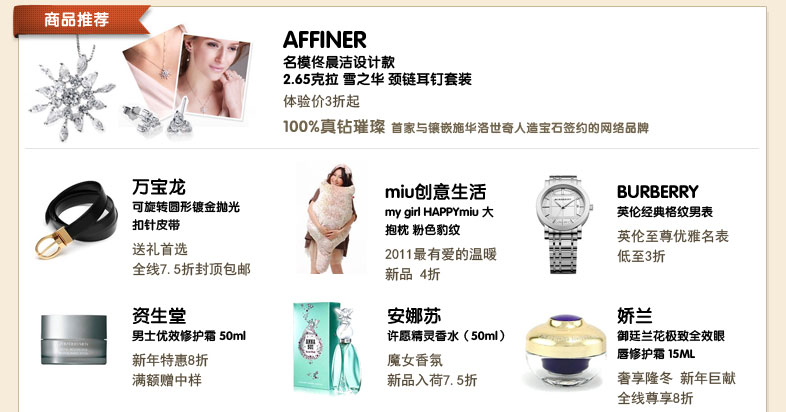 商品推荐
AFFINER
名模佟晨洁设计款
2.65克拉 雪之华 颈链耳钉套装
体验价3折起
100%真钻璀璨 首家与镶嵌施华洛世奇人造宝石签约的网络品牌
万宝龙
可旋转圆形镀金抛光
扣针皮带
送礼首选
全线7.5折封顶包邮
miu创意生活
my girl HAPPYmiu 大
抱枕 粉色豹纹
2011最有爱的温暖
新品 4折
BURBERRY
英伦经典格纹男表
英伦至尊优雅名表
低至3折
资生堂
男士优效修护霜 50ml
新年特惠8折
满额赠中样
安娜苏
许愿精灵香水（50ml）
魔女香氛
新品入荷7.5折
娇兰
御廷兰花极致全效眼
唇修护霜 15ML
奢享隆冬 新年巨献
全线尊享8折
ANNA
SUI